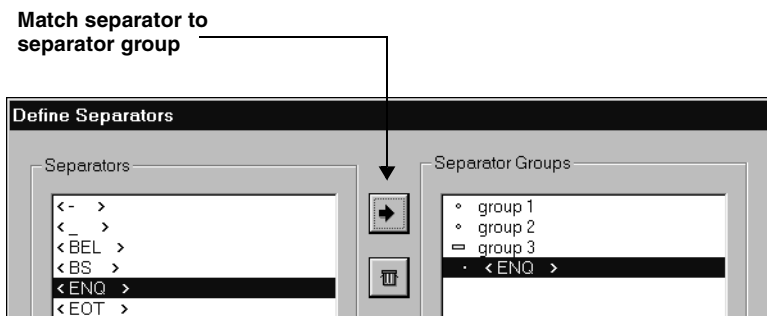 Match separator to
separator group
Define Separators
Separators
<- >
<_ >
<BEL >
<BS >
<ENQ >
<EOT >
Separator Groups
group 1
group 2
group 3
<ENQ >